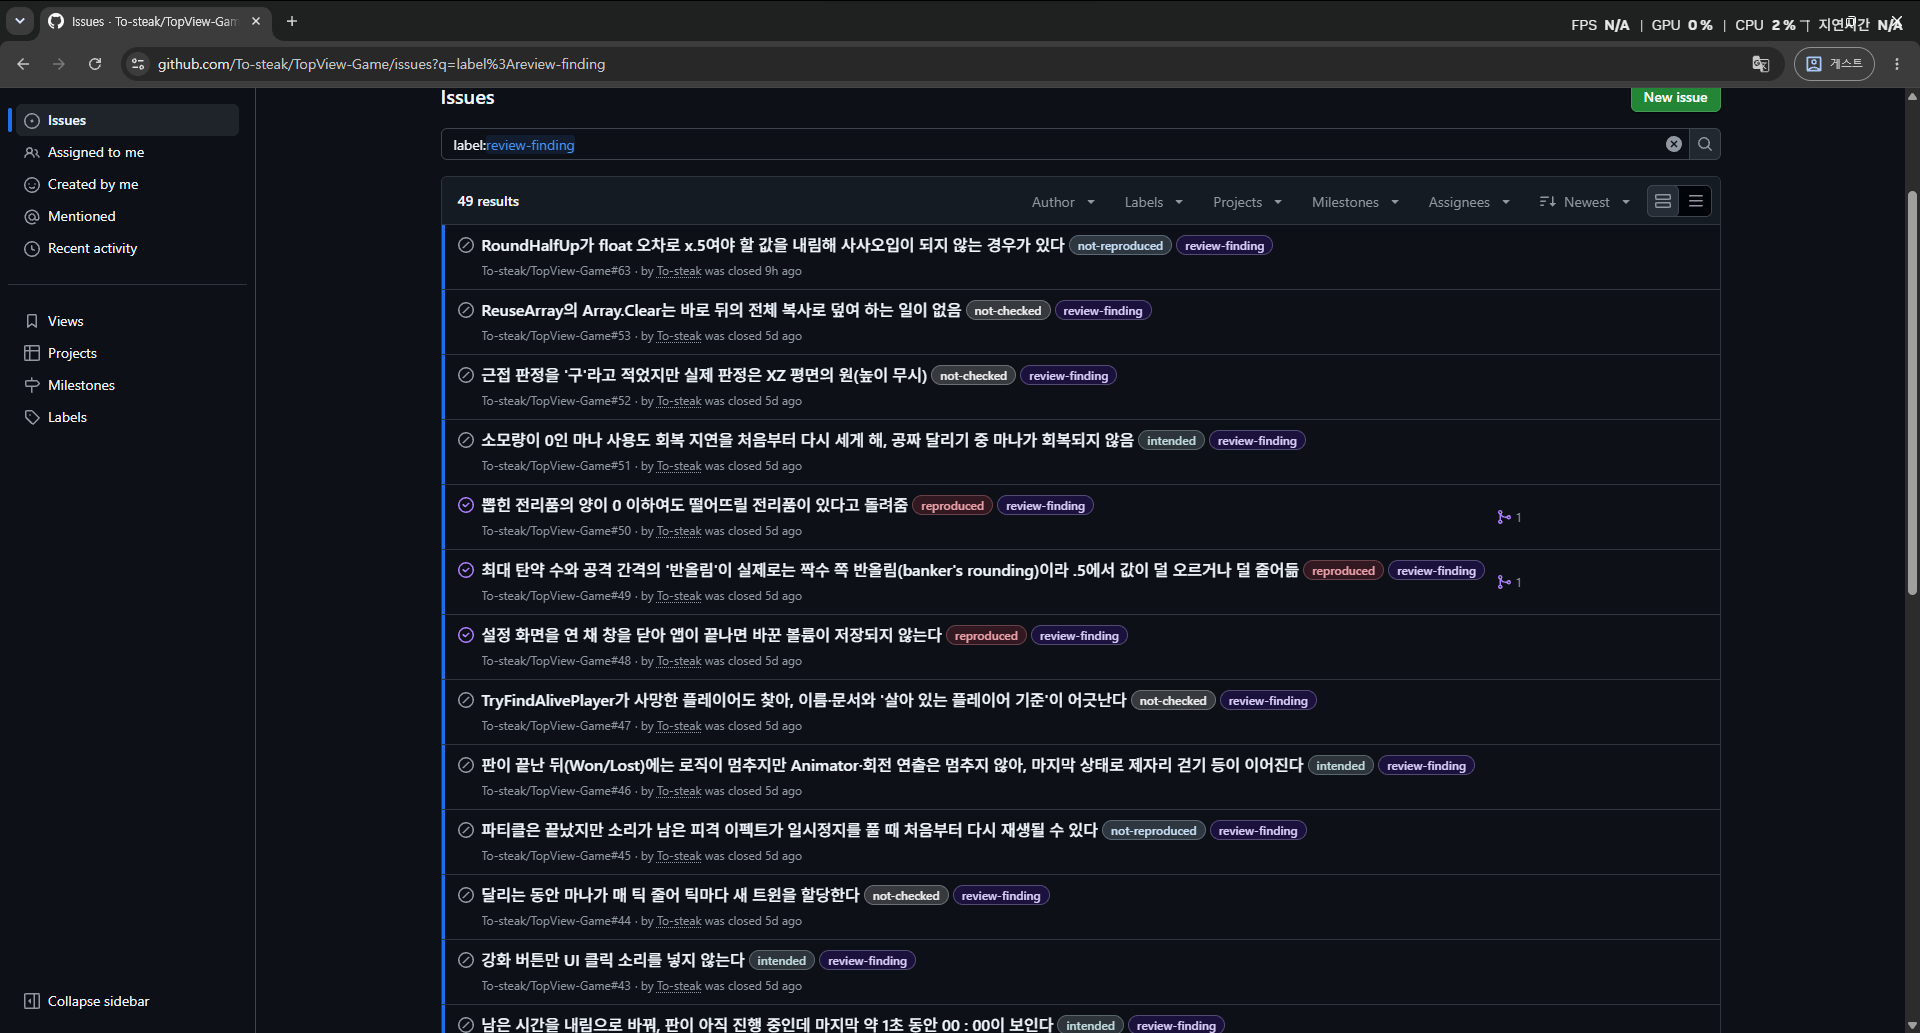 Issues · To-steak/TopView-Gam
FPS N/A | GPU 0 % | CPU 2 % ㅜ 지연시간 N/A
github.com/To-steak/TopView-Game/issues?q=label%3Areview-finding
게스트
Issues
Assigned to me
Created by me
Mentioned
Recent activity
Views
Projects
Milestones
Labels
Collapse sidebar
Issues
New issue
label:review-finding
49 results
Author Labels Projects Milestones Assignees Newest
RoundHalfUp가 float 오차로 x.5여야 할 값을 내림해 사사오입이 되지 않는 경우가 있다 not-reproduced review-finding
To-steak/TopView-Game#63 · by To-steak was closed 9h ago
ReuseArray의 Array.Clear는 바로 뒤의 전체 복사로 덮여 하는 일이 없음 not-checked review-finding
To-steak/TopView-Game#53 · by To-steak was closed 5d ago
근접 판정을 '구'라고 적었지만 실제 판정은 XZ 평면의 원(높이 무시) not-checked review-finding
To-steak/TopView-Game#52 · by To-steak was closed 5d ago
소모량이 0인 마나 사용도 회복 지연을 처음부터 다시 세게 해, 공짜 달리기 중 마나가 회복되지 않음 intended review-finding
To-steak/TopView-Game#51 · by To-steak was closed 5d ago
뽑힌 전리품의 양이 0 이하여도 떨어뜨릴 전리품이 있다고 돌려줌 reproduced review-finding
1
To-steak/TopView-Game#50 · by To-steak was closed 5d ago
최대 탄약 수와 공격 간격의 '반올림'이 실제로는 짝수 쪽 반올림(banker's rounding)이라 .5에서 값이 덜 오르거나 덜 줄어듦 reproduced review-finding
1
To-steak/TopView-Game#49 · by To-steak was closed 5d ago
설정 화면을 연 채 창을 닫아 앱이 끝나면 바꾼 볼륨이 저장되지 않는다 reproduced review-finding
To-steak/TopView-Game#48 · by To-steak was closed 5d ago
TryFindAlivePlayer가 사망한 플레이어도 찾아, 이름·문서와 '살아 있는 플레이어 기준'이 어긋난다 not-checked review-finding
To-steak/TopView-Game#47 · by To-steak was closed 5d ago
판이 끝난 뒤(Won/Lost)에는 로직이 멈추지만 Animator·회전 연출은 멈추지 않아, 마지막 상태로 제자리 걷기 등이 이어진다 intended review-finding
To-steak/TopView-Game#46 · by To-steak was closed 5d ago
파티클은 끝났지만 소리가 남은 피격 이펙트가 일시정지를 풀 때 처음부터 다시 재생될 수 있다 not-reproduced review-finding
To-steak/TopView-Game#45 · by To-steak was closed 5d ago
달리는 동안 마나가 매 틱 줄어 틱마다 새 트윈을 할당한다 not-checked review-finding
To-steak/TopView-Game#44 · by To-steak was closed 5d ago
강화 버튼만 UI 클릭 소리를 넣지 않는다 intended review-finding
To-steak/TopView-Game#43 · by To-steak was closed 5d ago
남은 시간을 내림으로 바꿔, 판이 아직 진행 중인데 마지막 약 1초 동안 00 : 00이 보인다 intended review-finding